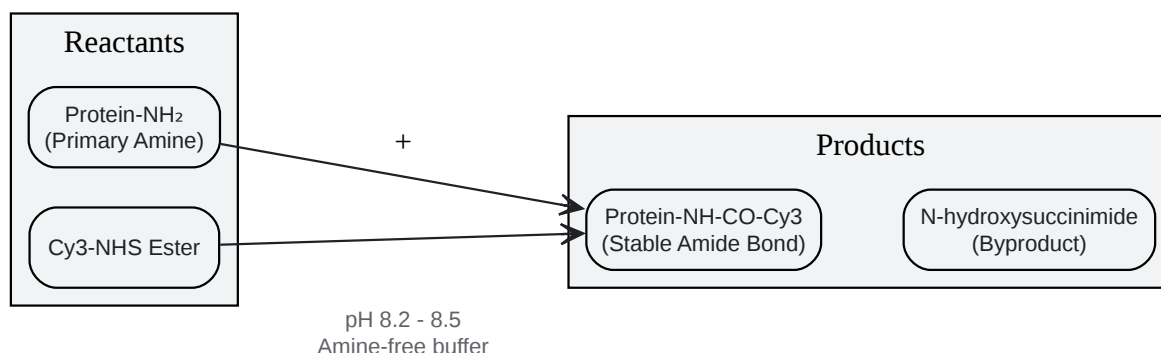 Reactants
Protein-NH₂
(Primary Amine)
Cy3-NHS Ester
+
pH 8.2 - 8.5
Amine-free buffer
Products
Protein-NH-CO-Cy3
(Stable Amide Bond)
N-hydroxysuccinimide
(Byproduct)